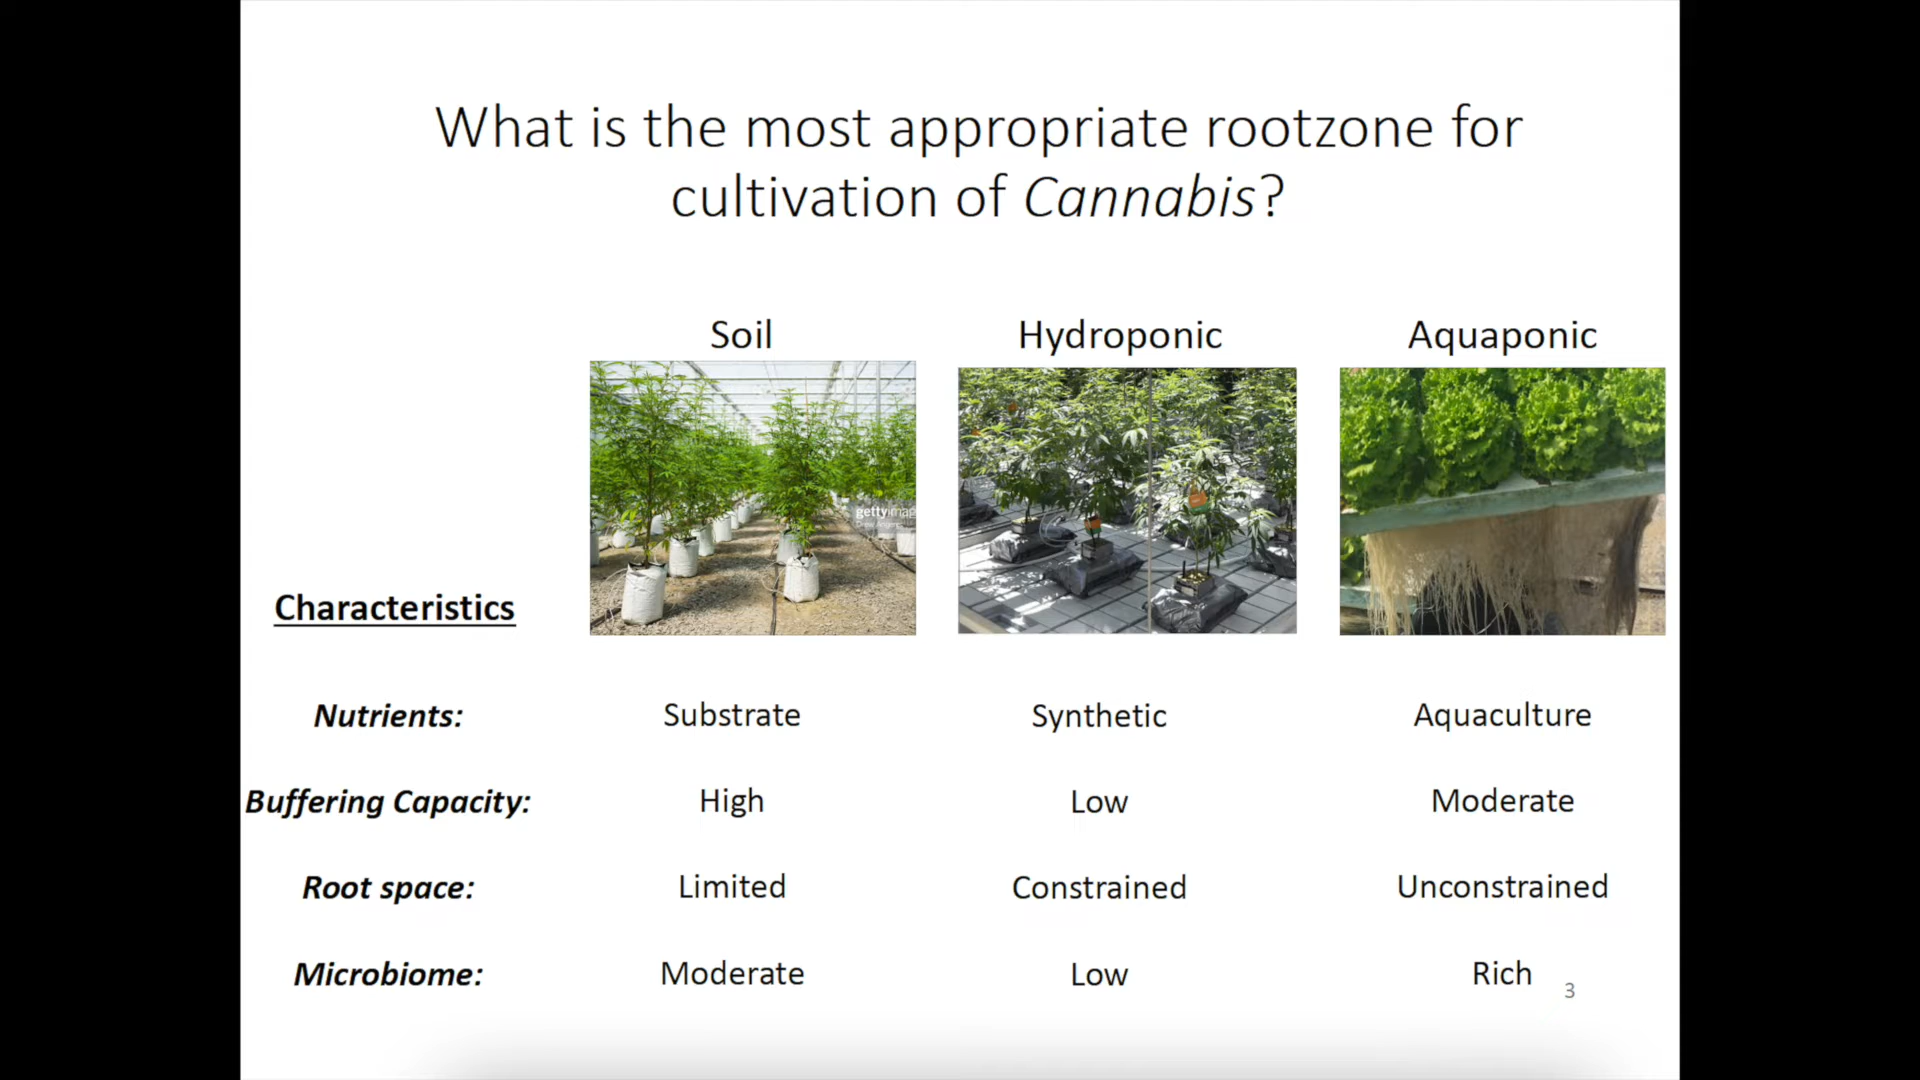 What is the most appropriate rootzone for
cultivation of Cannabis?
Soil Hydroponic Aquaponic
gettyimag
Characteristics
Nutrients: Substrate Synthetic Aquaculture
Buffering Capacity: High Low Moderate
Root space: Limited Constrained Unconstrained
Microbiome: Moderate Low Rich
3